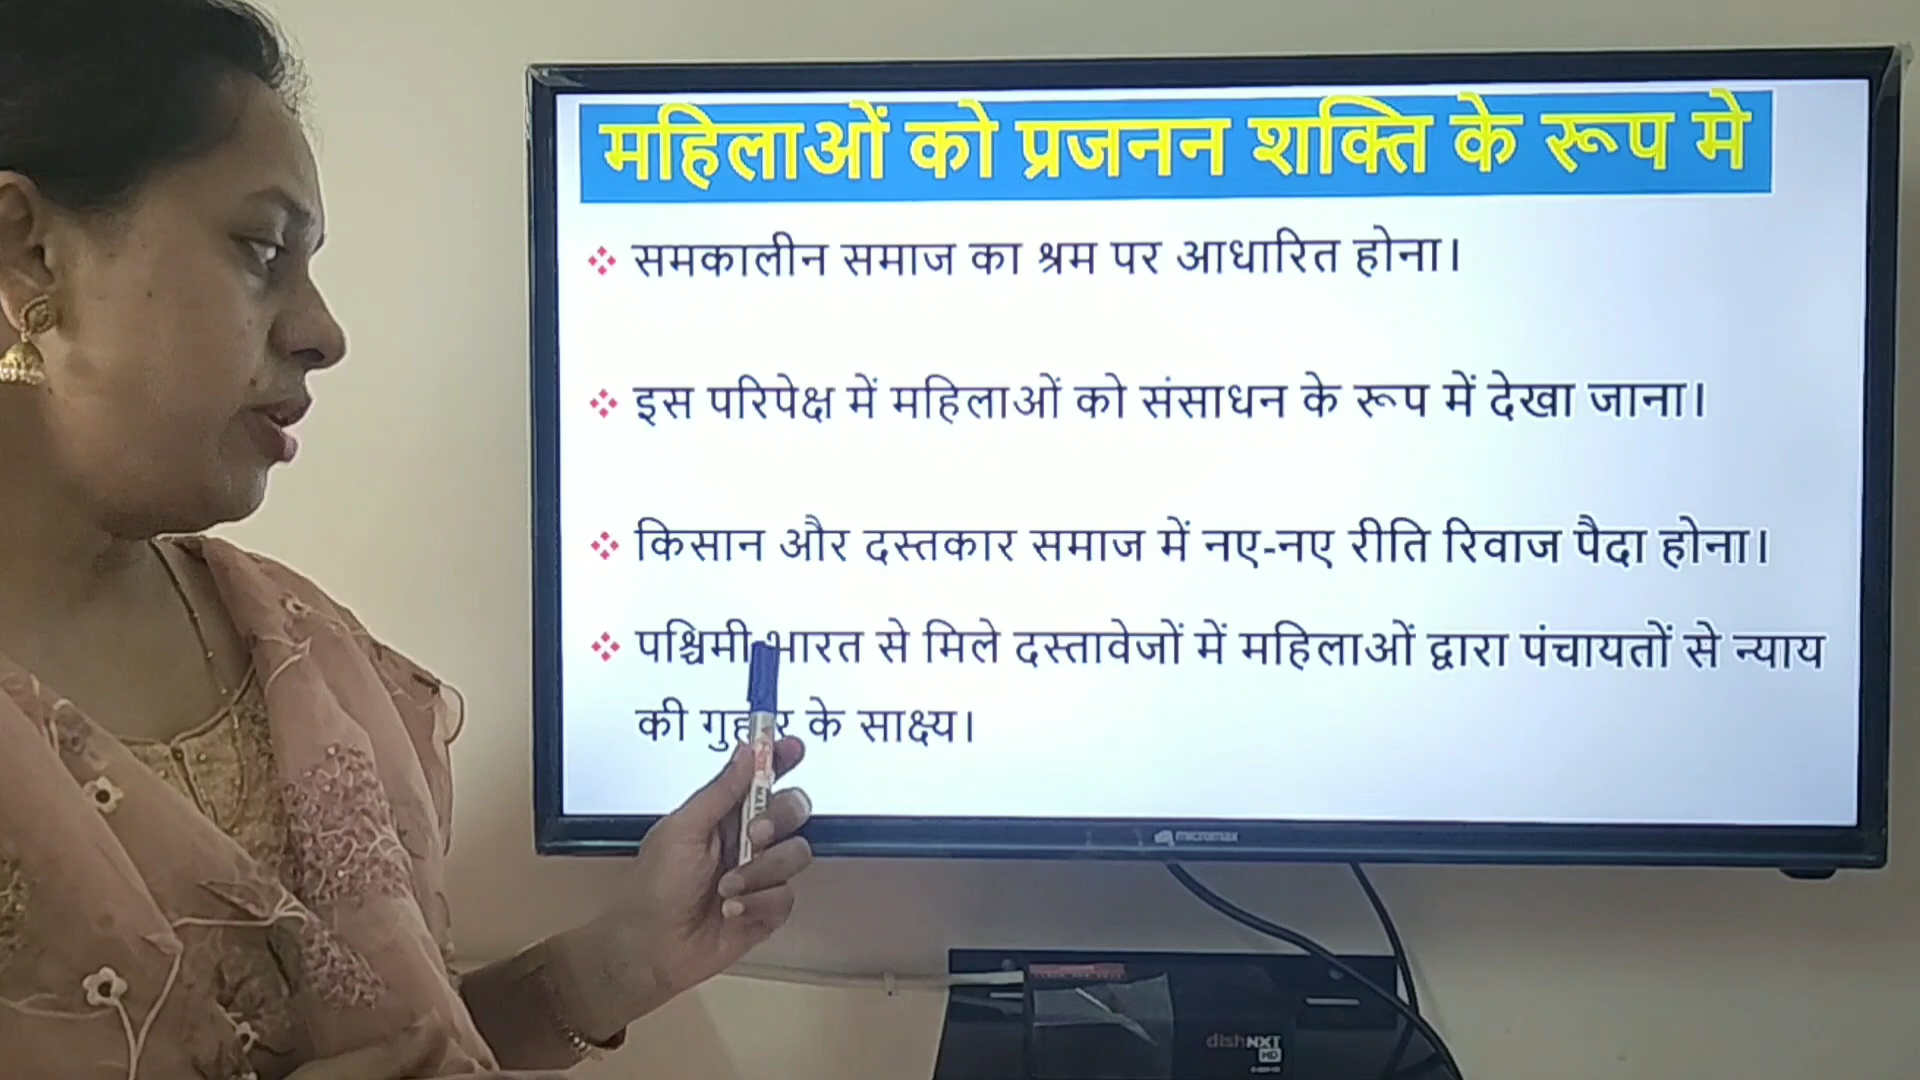 महिलाओं को प्रजनन शक्ति के रूप मे
समकालीन समाज का श्रम पर आधारित होना।
इस परिपेक्ष में महिलाओं को संसाधन के रूप में देखा जाना।
किसान और दस्तकार समाज में नए-नए रीति रिवाज पैदा होना।
पश्चिमी भारत से मिले दस्तावेजों में महिलाओं द्वारा पंचायतों से न्याय
की गुहार के साक्ष्य।
micromax
dishNXT
HD